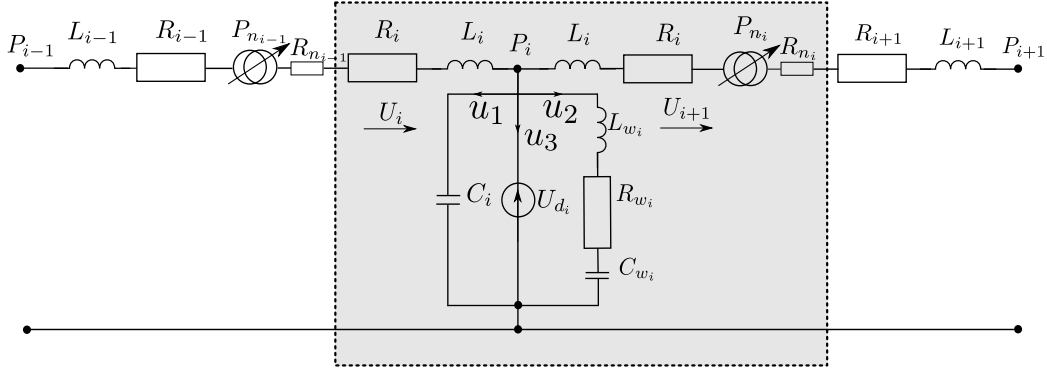 P_{i-1} L_{i-1} R_{i-1} P_{n_{i-1}} R_{n_{i-1}} R_i L_i P_i L_i R_i P_{n_i} R_{n_i} R_{i+1} L_{i+1} P_{i+1}
U_i u_1 u_2 U_{i+1}
u_3 L_{w_i}
C_i U_{d_i} R_{w_i}
C_{w_i}